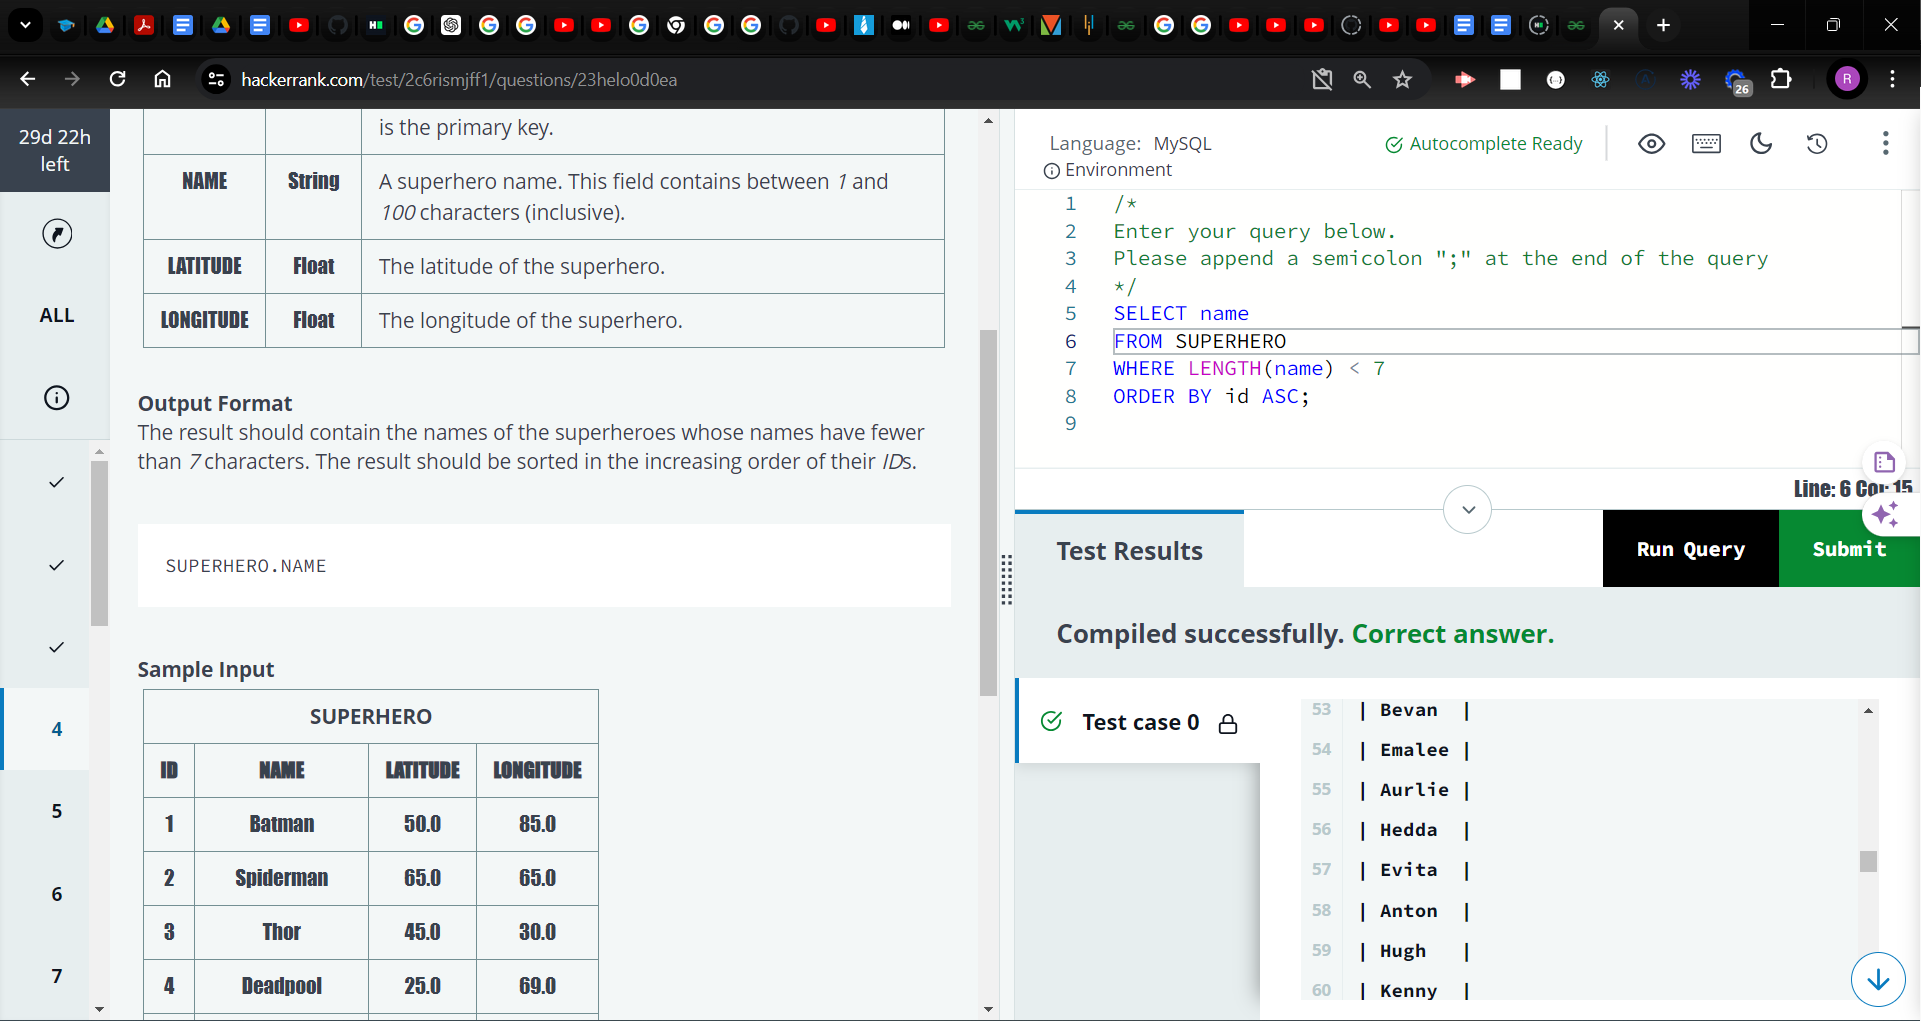 26
R
hackerrank.com/test/2c6rismjff1/questions/23helo0d0ea
29d 22h
left
ALL
4
5
6
7
is the primary key.
NAME
String
A superhero name. This field contains between 1 and
100 characters (inclusive).
LATITUDE
Float
The latitude of the superhero.
LONGITUDE
Float
The longitude of the superhero.
Output Format
The result should contain the names of the superheroes whose names have fewer
than 7 characters. The result should be sorted in the increasing order of their IDs.
SUPERHERO.NAME
Sample Input
SUPERHERO
ID NAME LATITUDE LONGITUDE
1 Batman 50.0 85.0
2 Spiderman 65.0 65.0
3 Thor 45.0 30.0
4 Deadpool 25.0 69.0
Language: MySQL
Autocomplete Ready
Environment
1 /*
2 Enter your query below.
3 Please append a semicolon ";" at the end of the query
4 */
5 SELECT name
6 FROM SUPERHERO
7 WHERE LENGTH(name) < 7
8 ORDER BY id ASC;
9
Line: 6 Col: 15
Test Results
Run Query
Submit
Compiled successfully. Correct answer.
Test case 0
53 | Bevan |
54 | Emalee |
55 | Aurlie |
56 | Hedda |
57 | Evita |
58 | Anton |
59 | Hugh |
60 | Kenny |